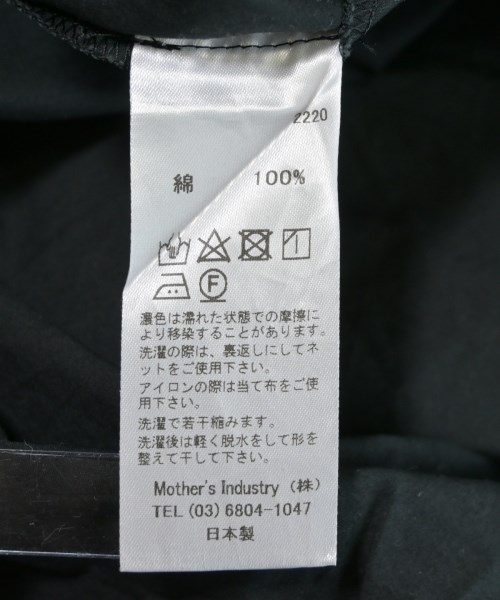 2220
綿 100%
F
濃色は濡れた状態での摩擦に
より移染することがあります。
洗濯の際は、裏返しにしてネ
ットをご使用下さい。
アイロンの際は当て布をご使
用下さい。
洗濯で若干縮みます。
洗濯後は軽く脱水をして形を
整えて干して下さい。
Mother's Industry (株)
TEL (03) 6804-1047
日本製